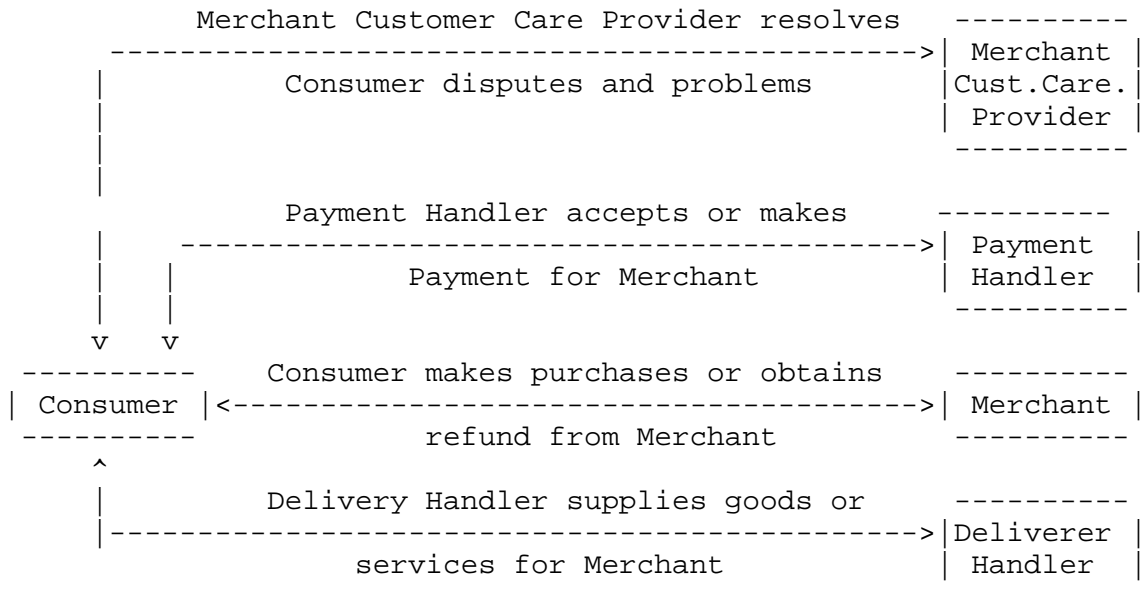 Merchant Customer Care Provider resolves ----------
---------------------------------------------->| Merchant |
| Consumer disputes and problems |Cust.Care.|
| | Provider |
| ----------
|
Payment Handler accepts or makes ----------
| ------------------------------------------>| Payment |
| | Payment for Merchant | Handler |
| | ----------
v v
---------- Consumer makes purchases or obtains ----------
| Consumer |<--------------------------------------->| Merchant |
---------- refund from Merchant ----------
^
| Delivery Handler supplies goods or ----------
|---------------------------------------------->|Deliverer |
services for Merchant | Handler |